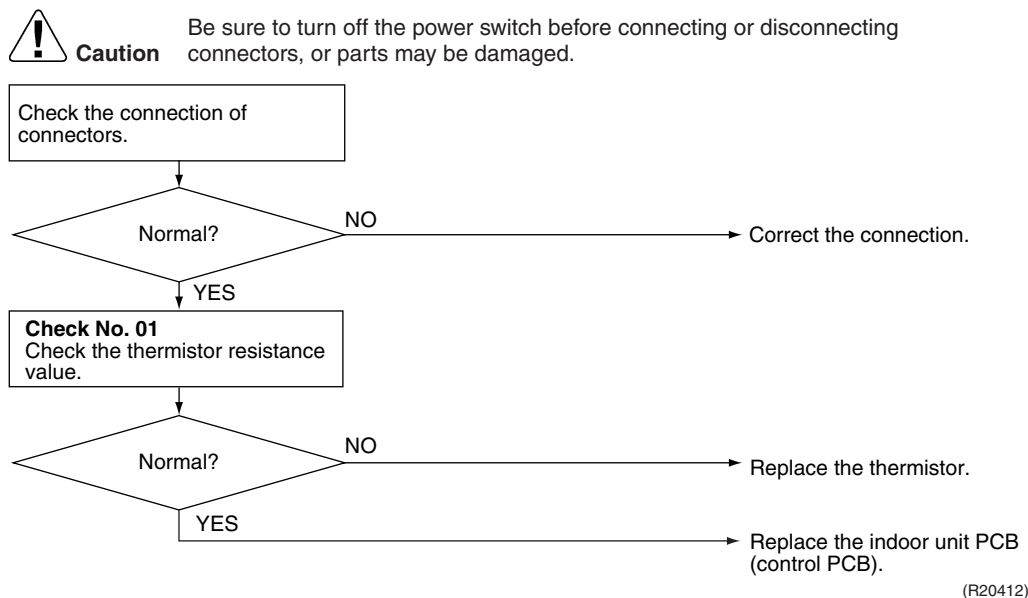 Be sure to turn off the power switch before connecting or disconnecting
Caution connectors, or parts may be damaged.
Check the connection of
connectors.
Normal?
NO
Correct the connection.
YES
Check No. 01
Check the thermistor resistance
value.
Normal?
NO
Replace the thermistor.
YES
Replace the indoor unit PCB
(control PCB).
(R20412)